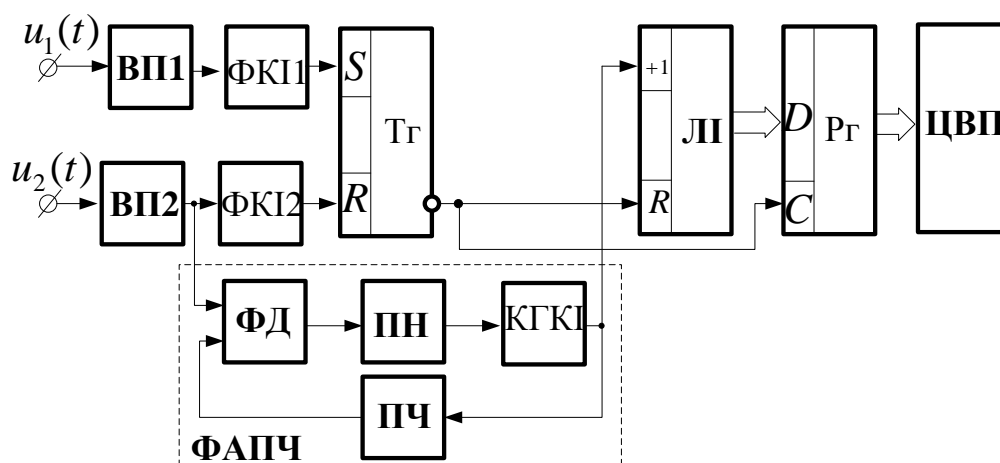 u₁(t)
ВП1
ФКІ1
S
Тг
R
u₂(t)
ВП2
ФКІ2
+1
ЛІ
R
D
Рг
C
ЦВП
ФД
ПН
КГКІ
ПЧ
ФАПЧ